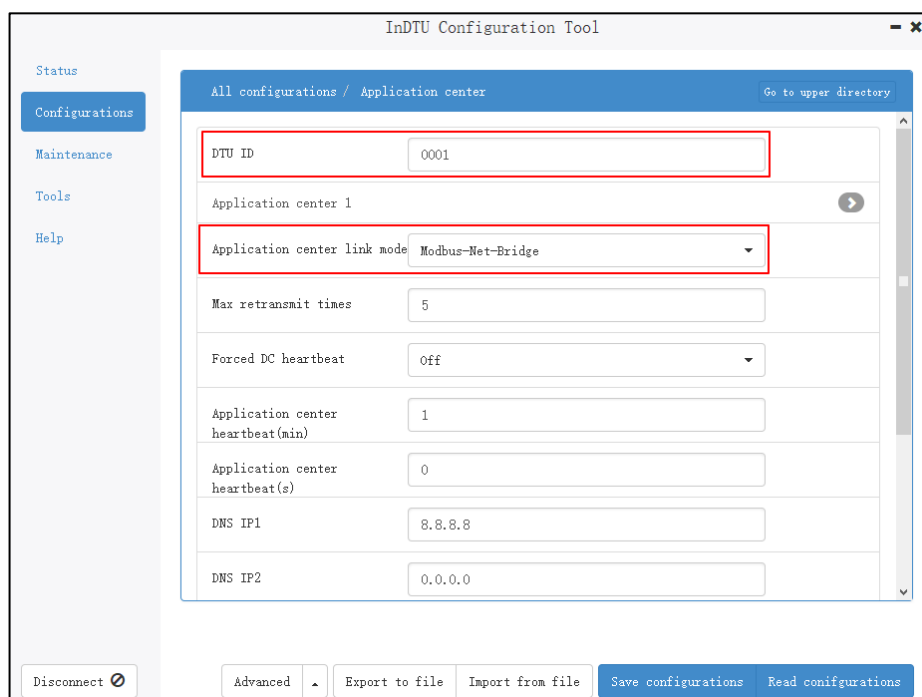 InDTU Configuration Tool
Status
Configurations
Maintenance
Tools
Help
All configurations / Application center
Go to upper directory
DTU ID
0001
Application center 1
Application center link mode
Modbus-Net-Bridge
Max retransmit times
5
Forced DC heartbeat
Off
Application center
heartbeat(min)
1
Application center
heartbeat(s)
0
DNS IP1
8.8.8.8
DNS IP2
0.0.0.0
Disconnect
Advanced
Export to file
Import from file
Save configurations
Read conifgurations